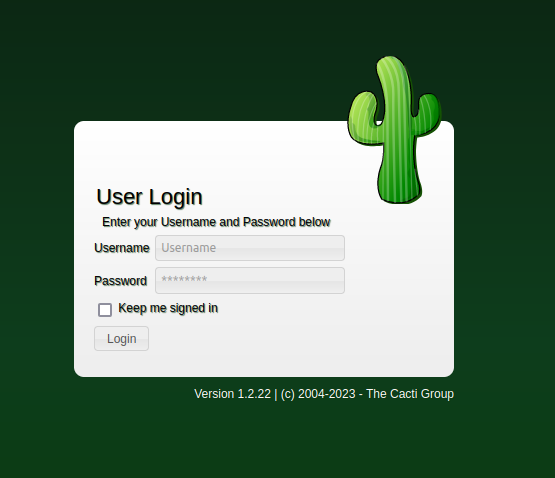 User Login
Enter your Username and Password below
Username Username
Password ********
Keep me signed in
Login
Version 1.2.22 | (c) 2004-2023 - The Cacti Group